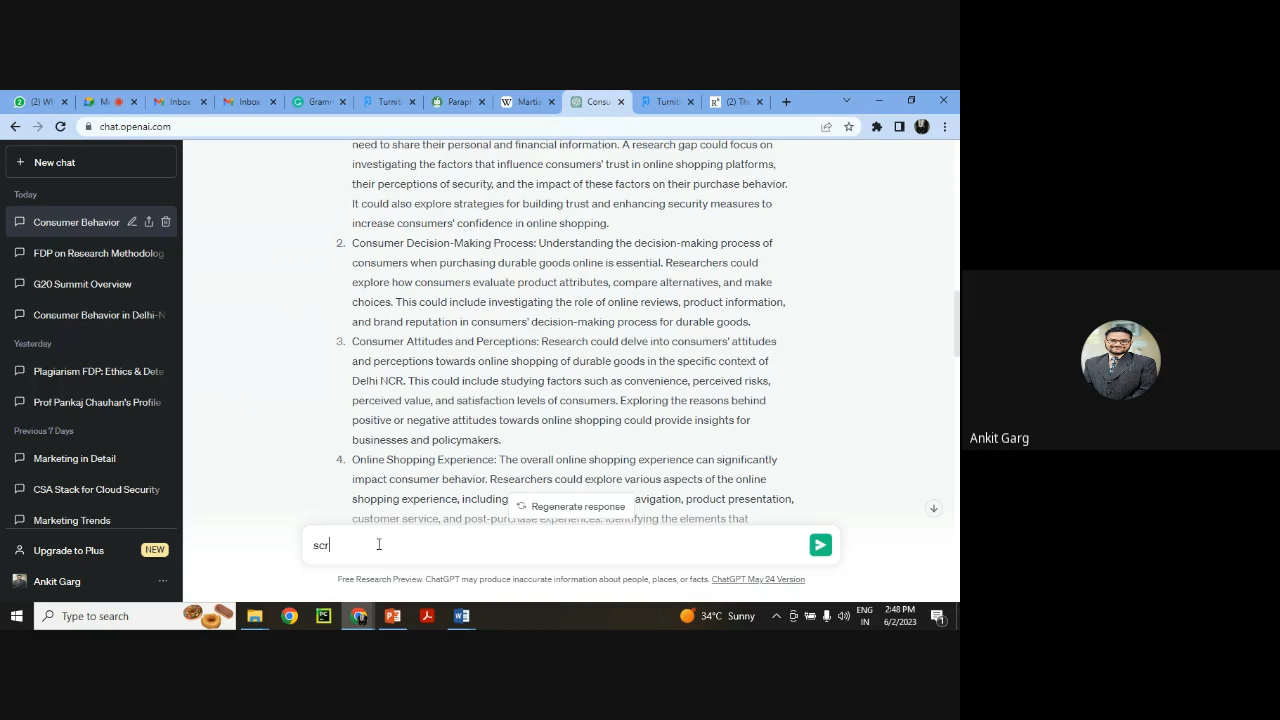 (2) Wh
Me
Inbox
Inbox
Gramm
Turniti
Paraph
Martia
Consu
Turniti
(2) The
chat.openai.com
New chat
Today
Consumer Behavior
FDP on Research Methodolog
G20 Summit Overview
Consumer Behavior in Delhi-N
Yesterday
Plagiarism FDP: Ethics & Dete
Prof Pankaj Chauhan's Profile
Previous 7 Days
Marketing in Detail
CSA Stack for Cloud Security
Marketing Trends
Upgrade to Plus NEW
Ankit Garg
need to share their personal and financial information. A research gap could focus on
investigating the factors that influence consumers' trust in online shopping platforms,
their perceptions of security, and the impact of these factors on their purchase behavior.
It could also explore strategies for building trust and enhancing security measures to
increase consumers' confidence in online shopping.
2. Consumer Decision-Making Process: Understanding the decision-making process of
consumers when purchasing durable goods online is essential. Researchers could
explore how consumers evaluate product attributes, compare alternatives, and make
choices. This could include investigating the role of online reviews, product information,
and brand reputation in consumers' decision-making process for durable goods.
3. Consumer Attitudes and Perceptions: Research could delve into consumers' attitudes
and perceptions towards online shopping of durable goods in the specific context of
Delhi NCR. This could include studying factors such as convenience, perceived risks,
perceived value, and satisfaction levels of consumers. Exploring the reasons behind
positive or negative attitudes towards online shopping could provide insights for
businesses and policymakers.
4. Online Shopping Experience: The overall online shopping experience can significantly
impact consumer behavior. Researchers could explore various aspects of the online
shopping experience, including avigation, product presentation,
customer service, and post-purchase experiences. Identifying the elements that
Regenerate response
scr
Free Research Preview. ChatGPT may produce inaccurate information about people, places, or facts. ChatGPT May 24 Version
Type to search
34°C Sunny
ENG
IN
2:48 PM
6/2/2023
1
Ankit Garg